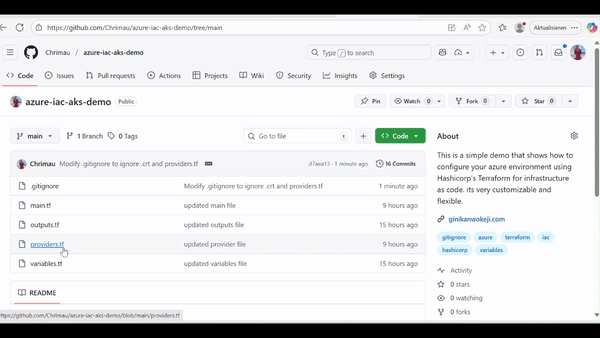 https://github.com/Chrimau/azure-iac-aks-demo/tree/main
Aktualisieren
Chrimau / azure-iac-aks-demo
Type / to search
Code
Issues
Pull requests
Actions
Projects
Wiki
Security
Insights
Settings
azure-iac-aks-demo Public
Pin
Watch 0
Fork 0
Star 0
main
1 Branch
0 Tags
Go to file
t
Code
Chrimau Modify .gitignore to ignore .crt and providers.tf
d7aea13 · 1 minute ago
16 Commits
.gitignore Modify .gitignore to ignore .crt and providers.tf 1 minute ago
main.tf updated main file 9 hours ago
outputs.tf updated outputs file 15 hours ago
providers.tf updated provider file 9 hours ago
variables.tf updated variables file 15 hours ago
README
About
This is a simple demo that shows how to
configure your azure environment using
Hashicorp's Terraform for infrastructure
as code. its very customizable and
flexible.
ginikanwokeji.com
gitignore azure terraform iac
hashicorp variables
Activity
0 stars
0 watching
0 forks
https://github.com/Chrimau/azure-iac-aks-demo/blob/main/providers.tf